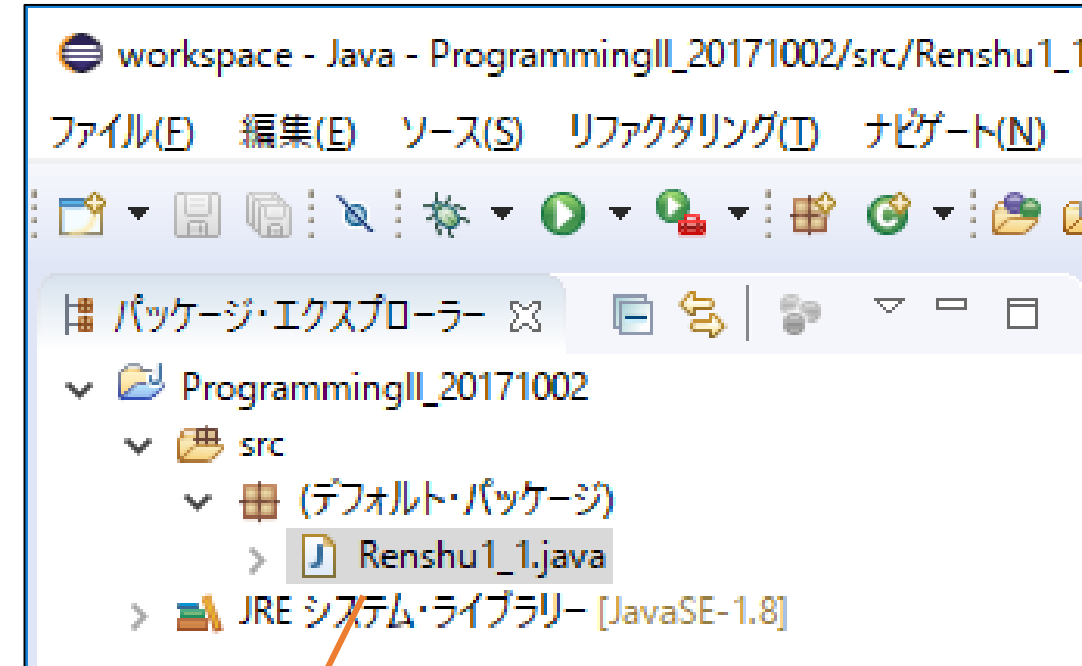 workspace - Java - ProgrammingII_20171002/src/Renshu1_1
ファイル(F) 編集(E) ソース(S) リファクタリング(T) ナビゲート(N)
パッケージ・エクスプローラー
ProgrammingII_20171002
src
(デフォルト・パッケージ)
Renshu1_1.java
JRE システム・ライブラリー [JavaSE-1.8]